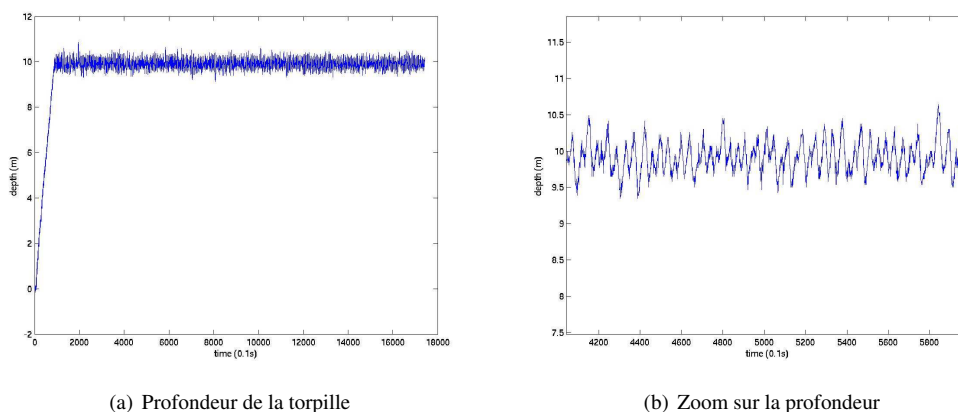 12
10
8
6
4
2
0
-2
depth (m)
0 2000 4000 6000 8000 10000 12000 14000 16000 18000
time (0.1s)
(a) Profondeur de la torpille
11.5
11
10.5
10
9.5
9
8.5
8
7.5
depth (m)
4200 4400 4600 4800 5000 5200 5400 5600 5800
time (0.1s)
(b) Zoom sur la profondeur